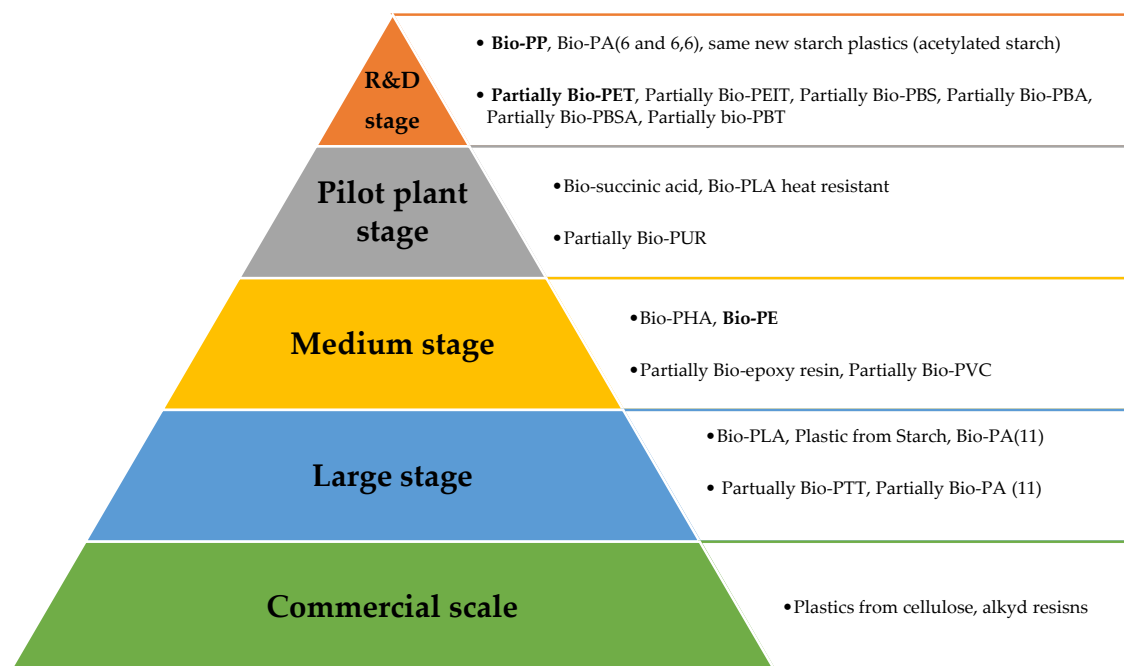 R&D
stage
• Bio-PP, Bio-PA(6 and 6,6), same new starch plastics (acetylated starch)
• Partially Bio-PET, Partially Bio-PEIT, Partially Bio-PBS, Partially Bio-PBA,
Partially Bio-PBSA, Partially bio-PBT
Pilot plant
stage
•Bio-succinic acid, Bio-PLA heat resistant
•Partially Bio-PUR
Medium stage
•Bio-PHA, Bio-PE
•Partially Bio-epoxy resin, Partially Bio-PVC
Large stage
•Bio-PLA, Plastic from Starch, Bio-PA(11)
• Partually Bio-PTT, Partially Bio-PA (11)
Commercial scale
•Plastics from cellulose, alkyd resisns